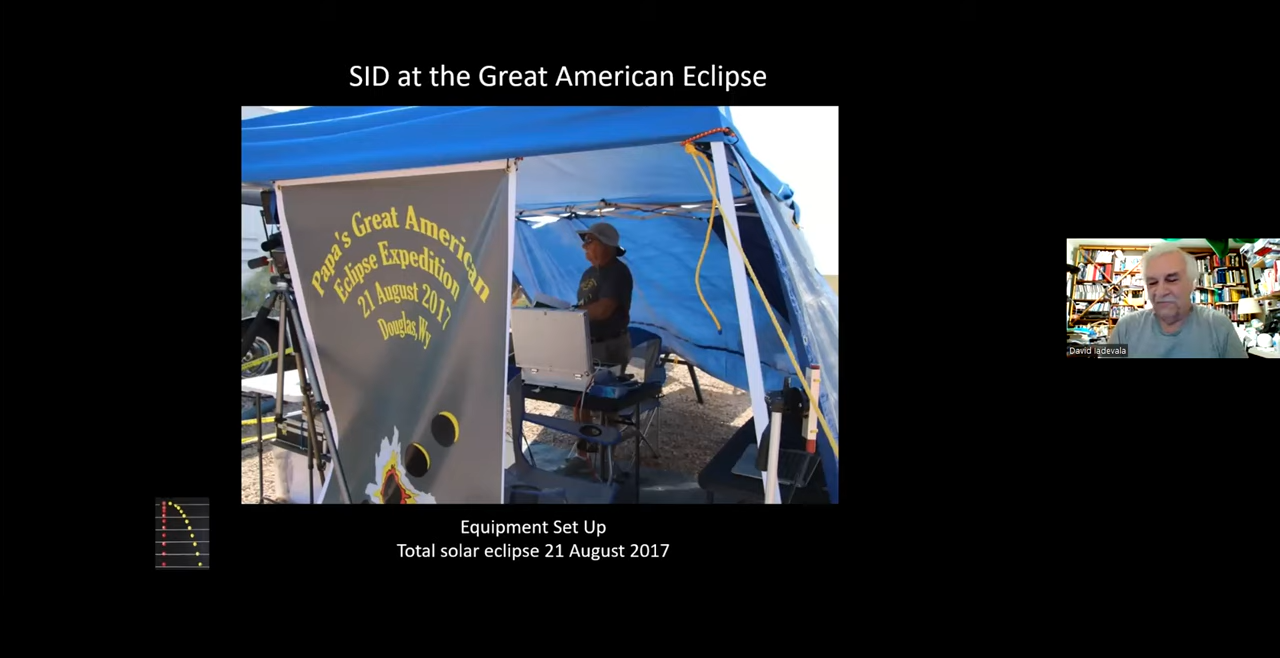 SID at the Great American Eclipse
Papa's Great American
Eclipse Expedition
21 August 2017
Douglas, Wy
David Iadevala
Equipment Set Up
Total solar eclipse 21 August 2017